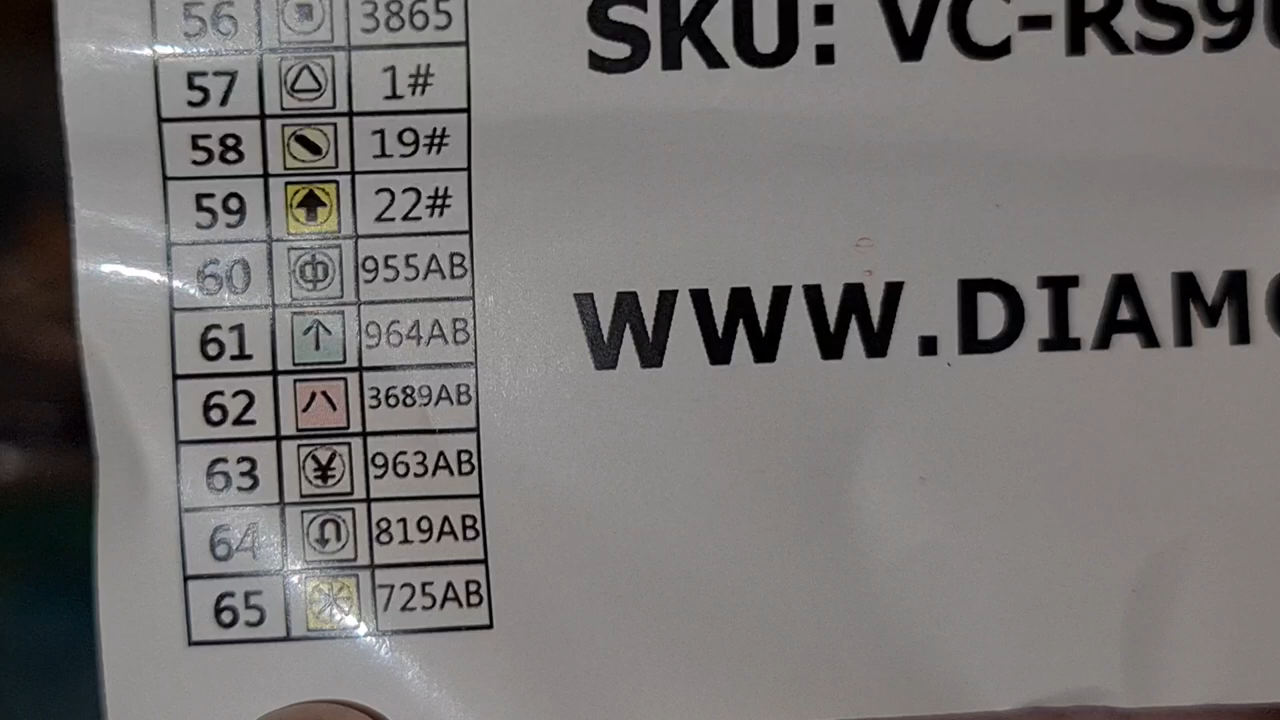 56 3865
SKU: VC-RS9
57 1#
58 19#
59 22#
60 955AB
WWW.DIAM
61 964AB
62 ハ 3689AB
63 ¥ 963AB
64 819AB
65 725AB